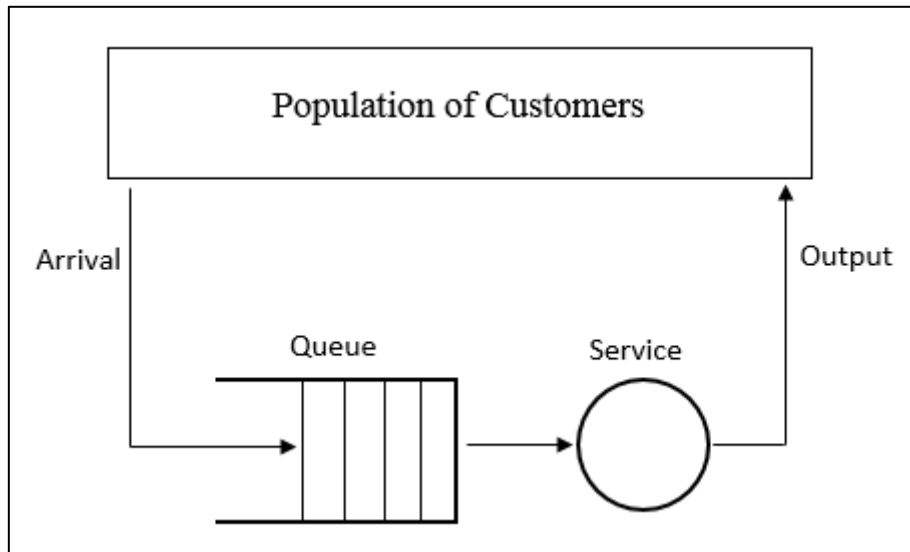 Population of Customers
Arrival
Output
Queue
Service